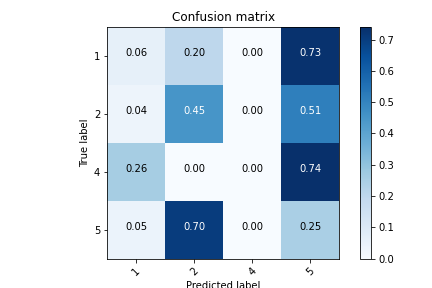 Confusion matrix
True label
1 0.06 0.20 0.00 0.73
2 0.04 0.45 0.00 0.51
4 0.26 0.00 0.00 0.74
5 0.05 0.70 0.00 0.25
1 2 4 5
Predicted label
0.7
0.6
0.5
0.4
0.3
0.2
0.1
0.0